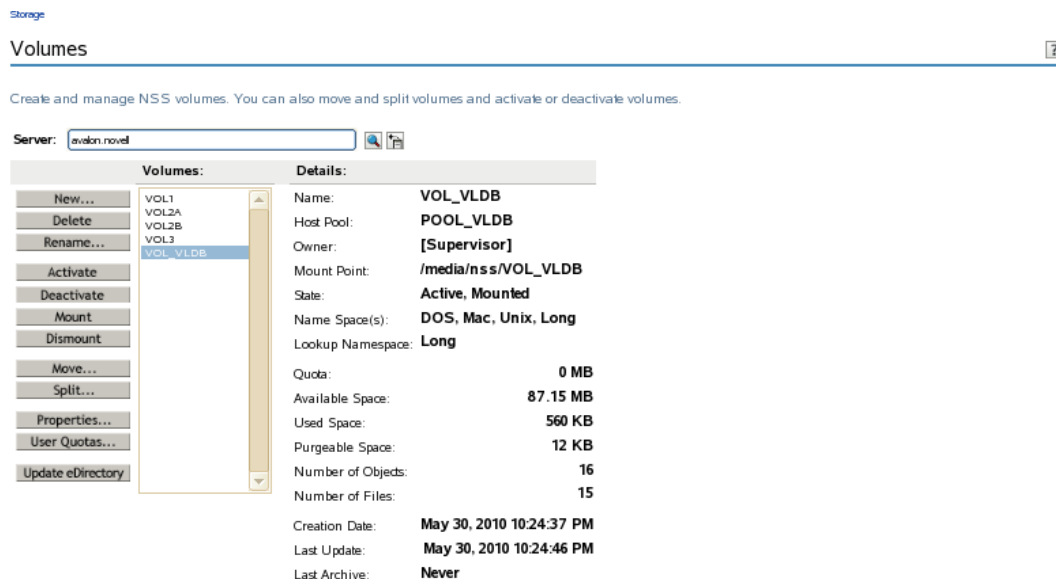 Storage
Volumes
?
Create and manage NSS volumes. You can also move and split volumes and activate or deactivate volumes.
Server: avalon.novell
Volumes: Details:
New...
Delete
Rename...
Activate
Deactivate
Mount
Dismount
Move...
Split...
Properties...
User Quotas...
Update eDirectory
VOL1
VOL2A
VOL2B
VOL3
VOL_VLDB
Name: VOL_VLDB
Host Pool: POOL_VLDB
Owner: [Supervisor]
Mount Point: /media/nss/VOL_VLDB
State: Active, Mounted
Name Space(s): DOS, Mac, Unix, Long
Lookup Namespace: Long
Quota: 0 MB
Available Space: 87.15 MB
Used Space: 560 KB
Purgeable Space: 12 KB
Number of Objects: 16
Number of Files: 15
Creation Date: May 30, 2010 10:24:37 PM
Last Update: May 30, 2010 10:24:46 PM
Last Archive: Never